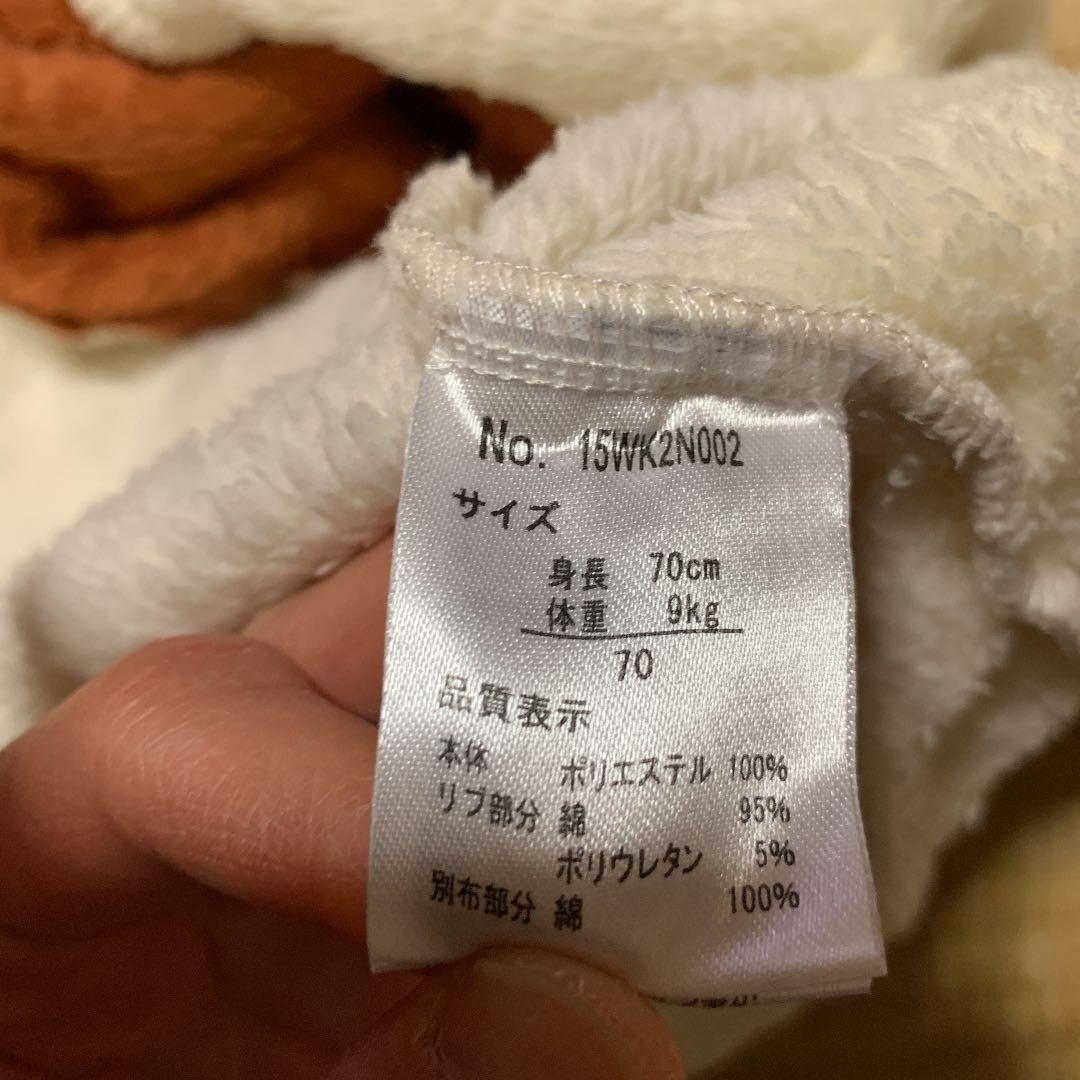 No. 15WK2N002
サイズ
身長 70cm
体重 9kg
70
品質表示
本体 ポリエステル 100%
リブ部分 綿 95%
ポリウレタン 5%
別布部分 綿 100%